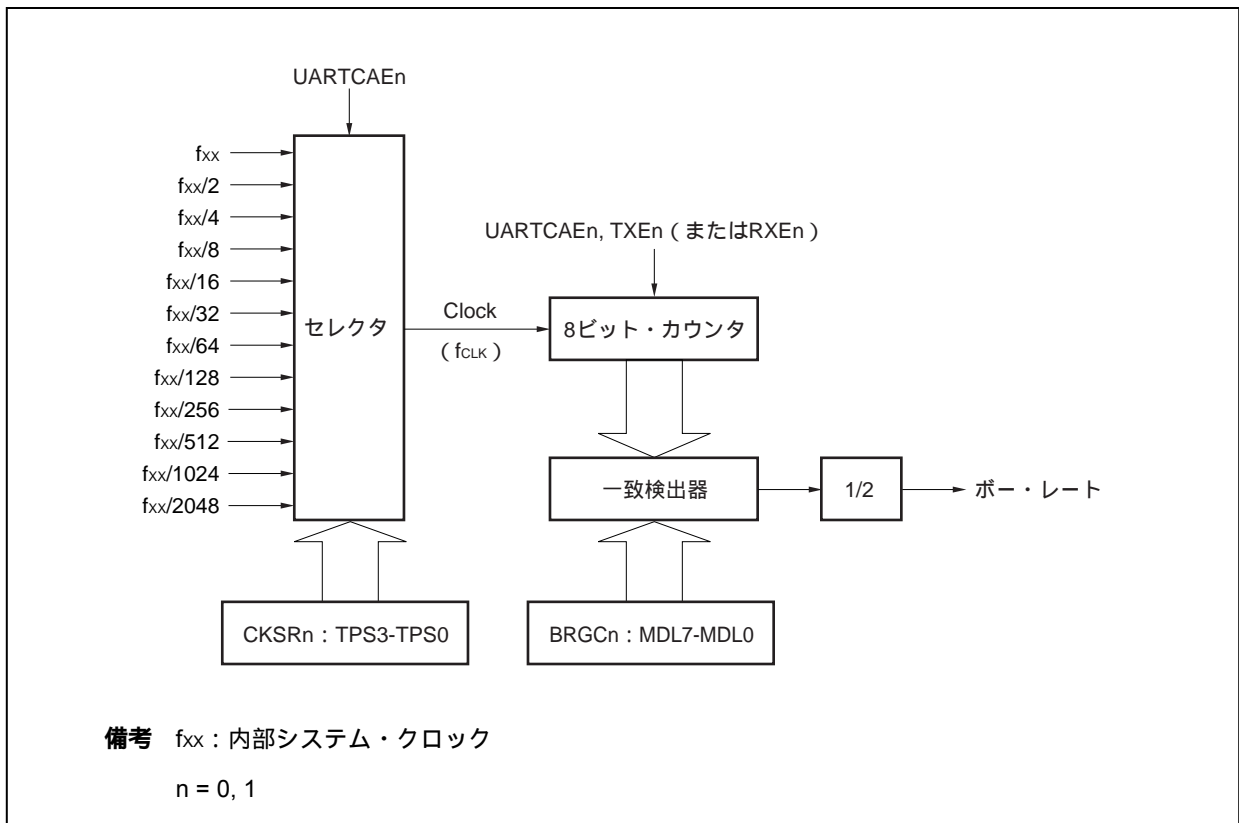 UARTCAEn
fXX
fXX/2
fXX/4
fXX/8
fXX/16
fXX/32
fXX/64
fXX/128
fXX/256
fXX/512
fXX/1024
fXX/2048
セレクタ
Clock
（fCLK）
UARTCAEn, TXEn（またはRXEn）
8ビット・カウンタ
一致検出器
1/2
ボー・レート
CKSRn：TPS3-TPS0
BRGCn：MDL7-MDL0
備考 fXX：内部システム・クロック
n = 0, 1